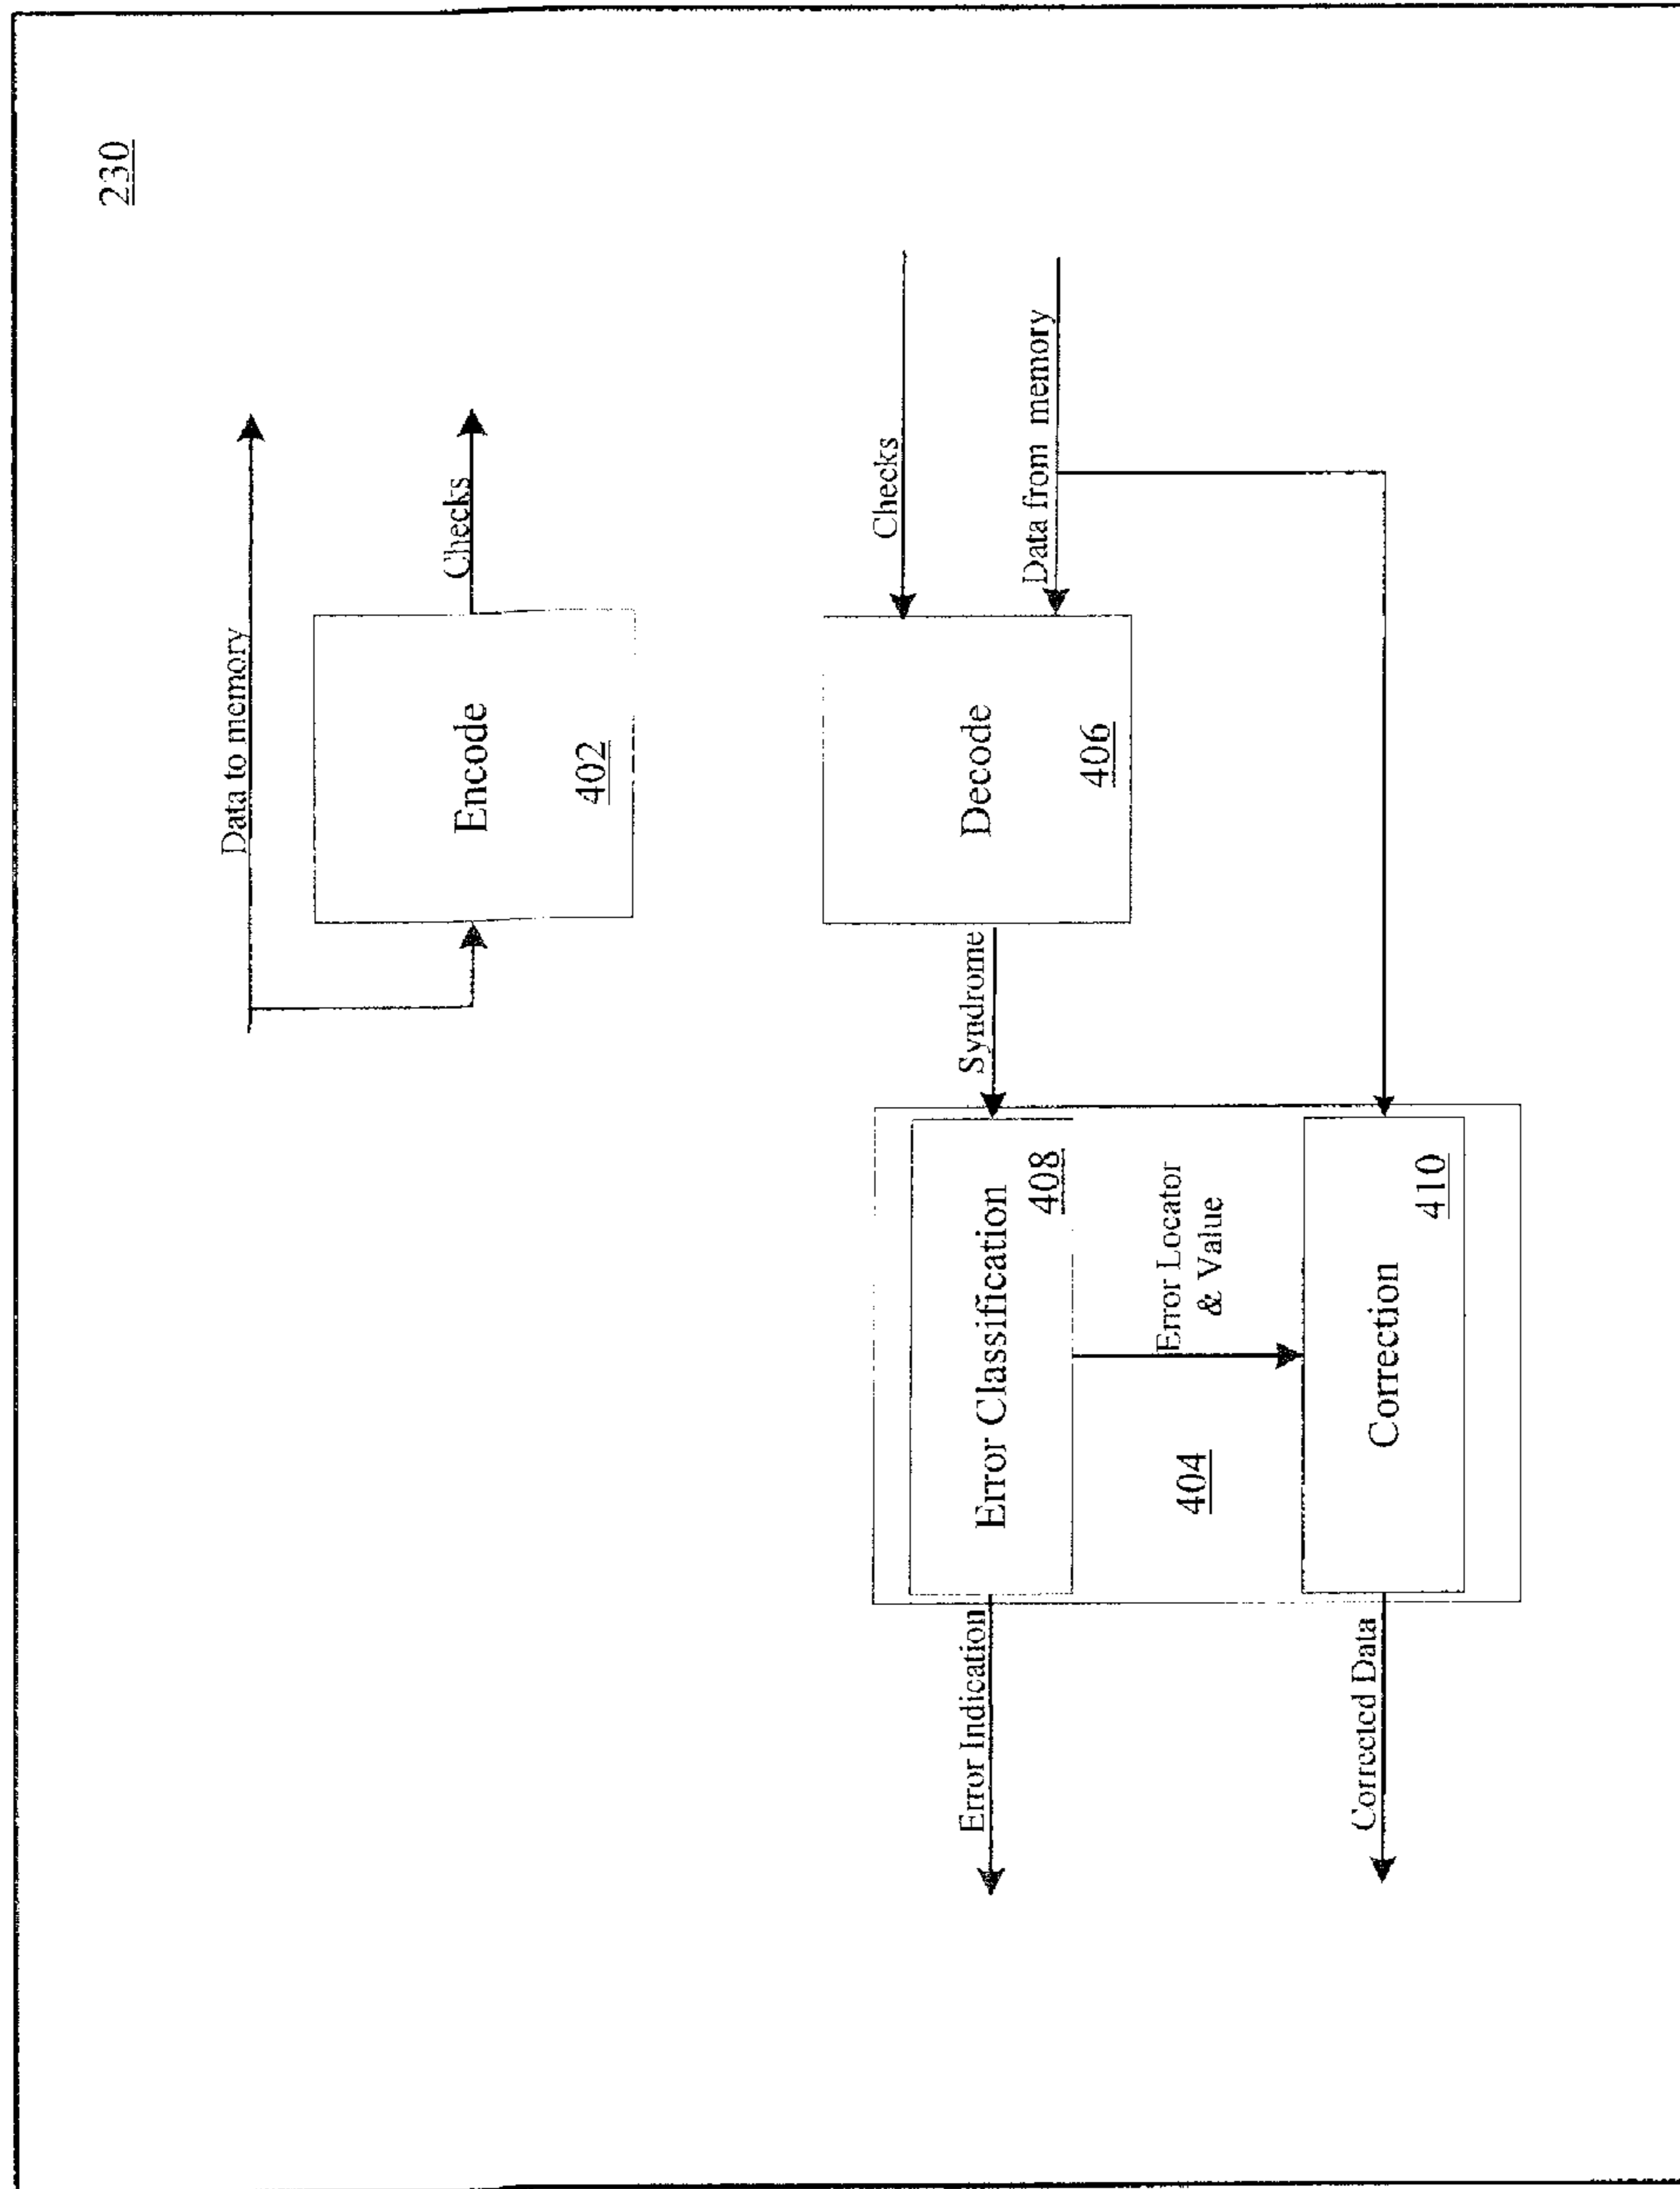 230
Data to memory
Checks
Encode
402
Checks
Data from memory
Decode
406
Syndrome
Error Classification
408
Error Locator
& Value
404
Correction
410
Error Indication
Corrected Data